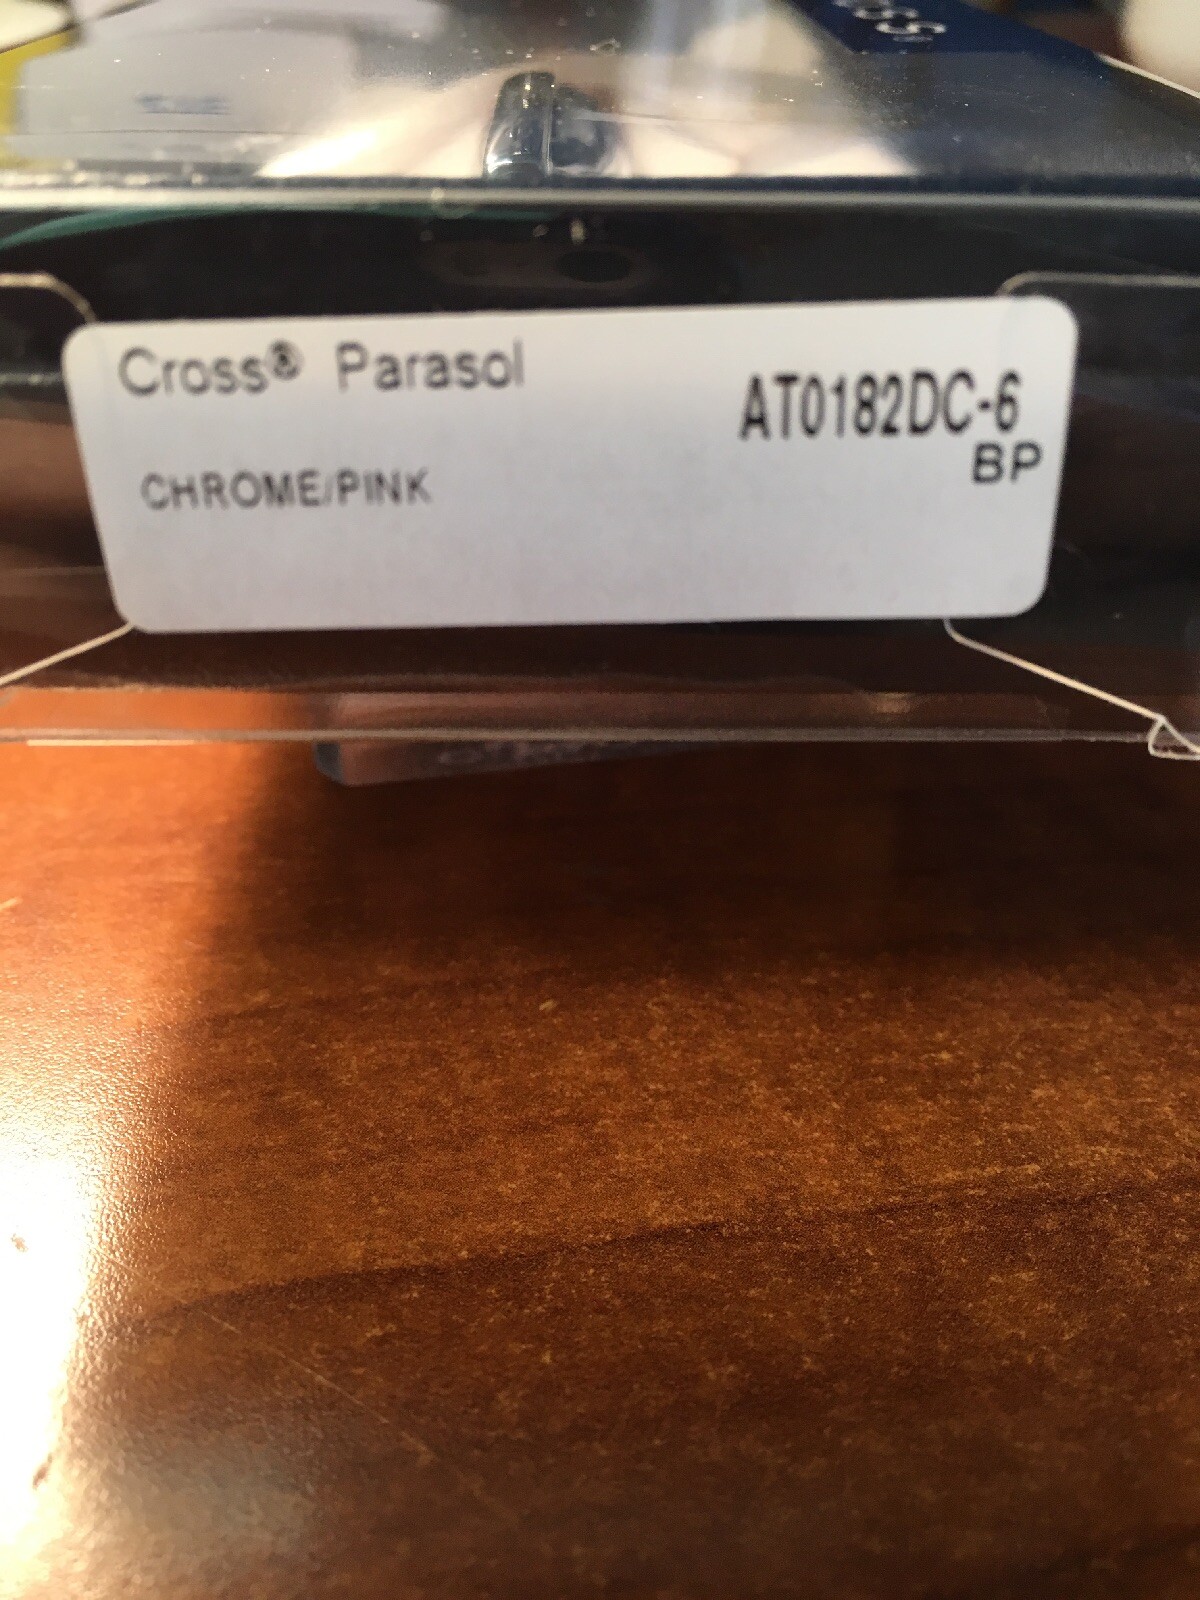 Cross® Parasol
AT0182DC-6
BP
CHROME/PINK